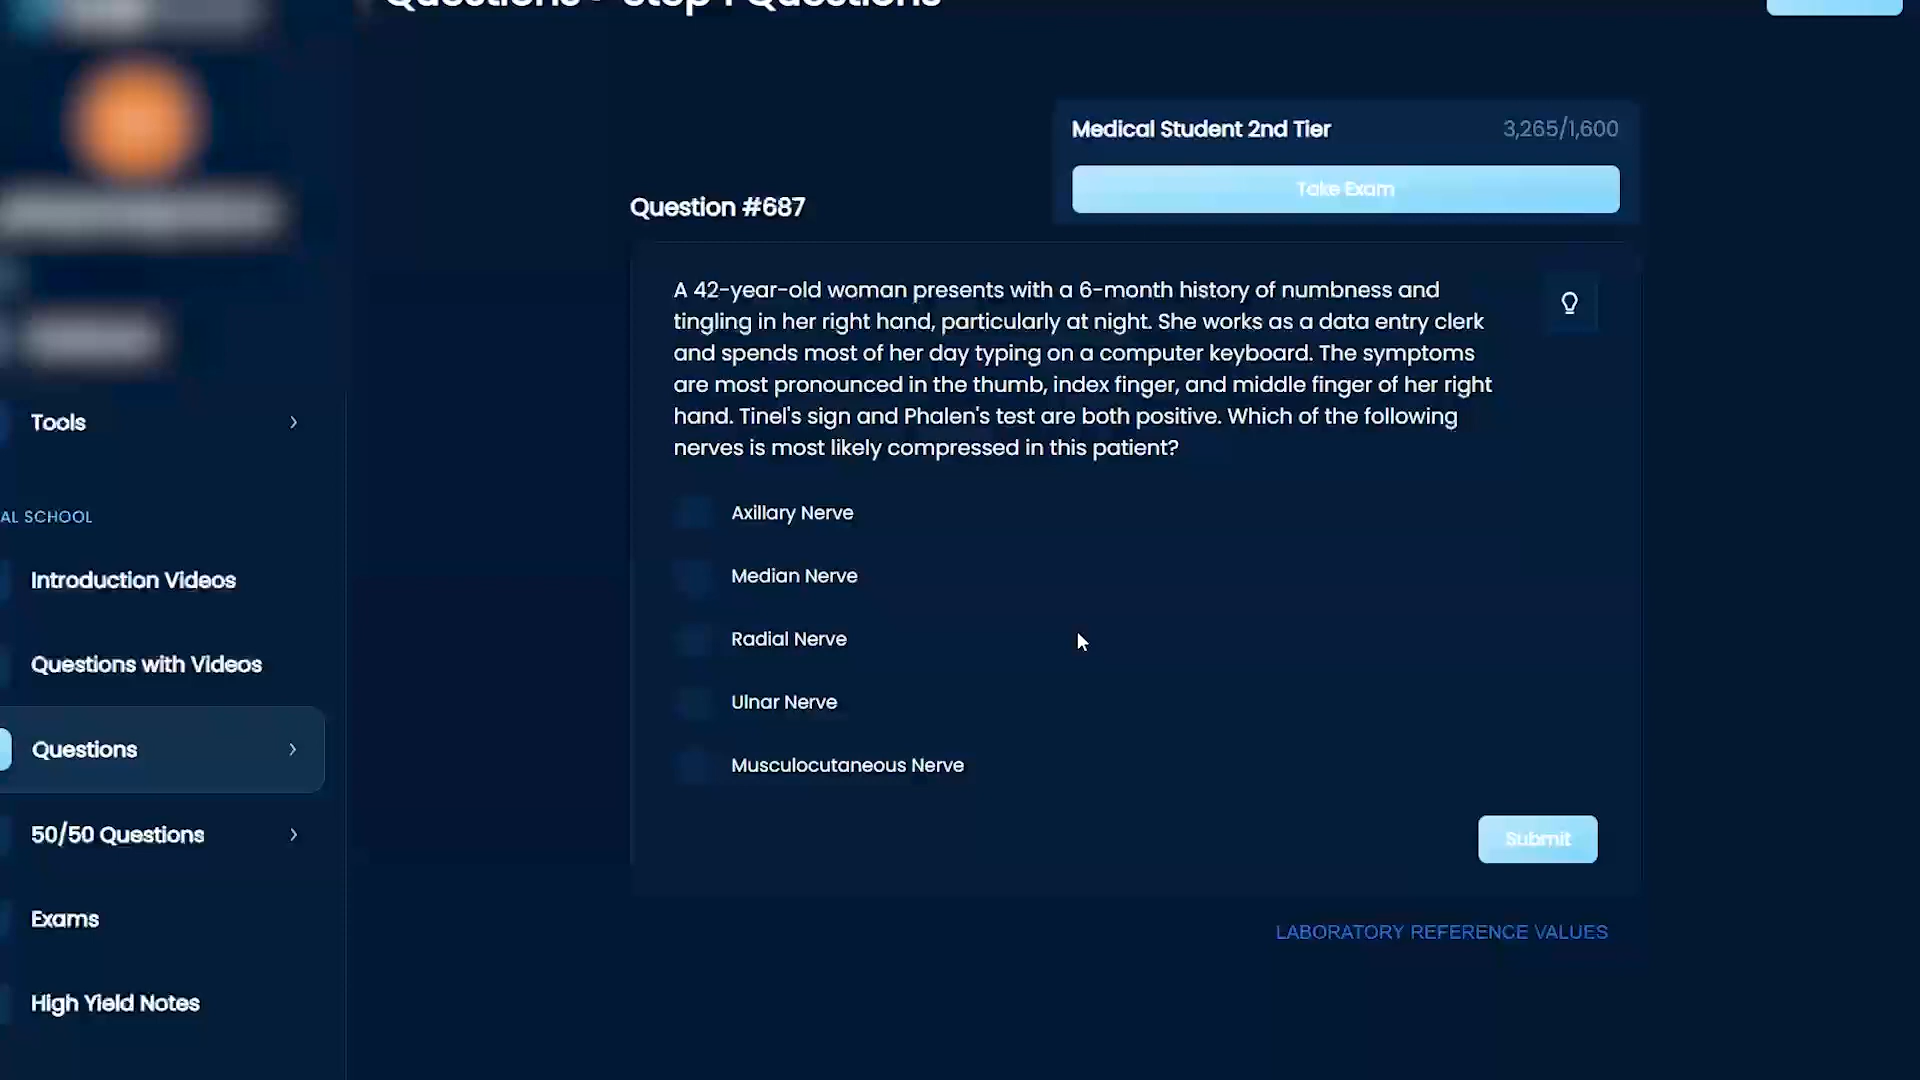 Questions > Step 1 Questions
Medical Student 2nd Tier
3,265/1,600
Take Exam
Question #687
A 42-year-old woman presents with a 6-month history of numbness and
tingling in her right hand, particularly at night. She works as a data entry clerk
and spends most of her day typing on a computer keyboard. The symptoms
are most pronounced in the thumb, index finger, and middle finger of her right
hand. Tinel's sign and Phalen's test are both positive. Which of the following
nerves is most likely compressed in this patient?
Axillary Nerve
Median Nerve
Radial Nerve
Ulnar Nerve
Musculocutaneous Nerve
Submit
LABORATORY REFERENCE VALUES
Tools
AL SCHOOL
Introduction Videos
Questions with Videos
Questions
50/50 Questions
Exams
High Yield Notes